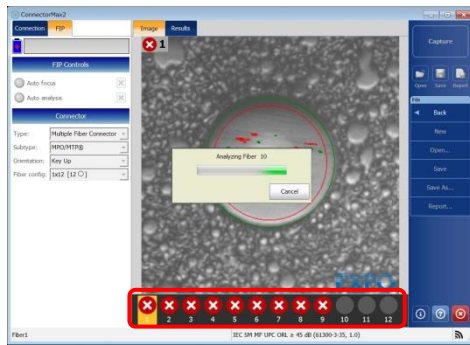 ConnectorMax2
Connection FIP
Image Results
1
Capture
FIP Controls
Auto focus
Auto analysis
Open Save Report
File
Connector
Back
Type: Multiple Fiber Connector
Subtype: MPO/MTP®
Orientation: Key Up
Fiber config: 1x12 [12 O]
New
Open...
Save
Save As...
Report...
Analyzing Fiber 10
Cancel
EXFO
1 2 3 4 5 6 7 8 9 10 11 12
Fiber1
IEC SM MF UPC ORL ≥ 45 dB (61300-3-35, 1.0)